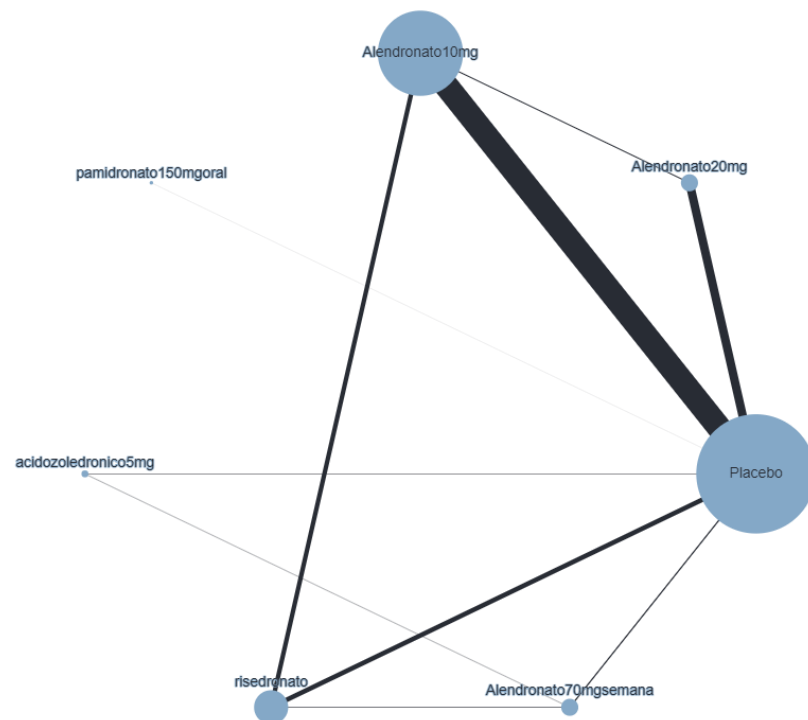 Alendronato10mg
Alendronato20mg
pamidronato150mgoral
acidozoledronico5mg
Placebo
risedronato
Alendronato70mgsemana